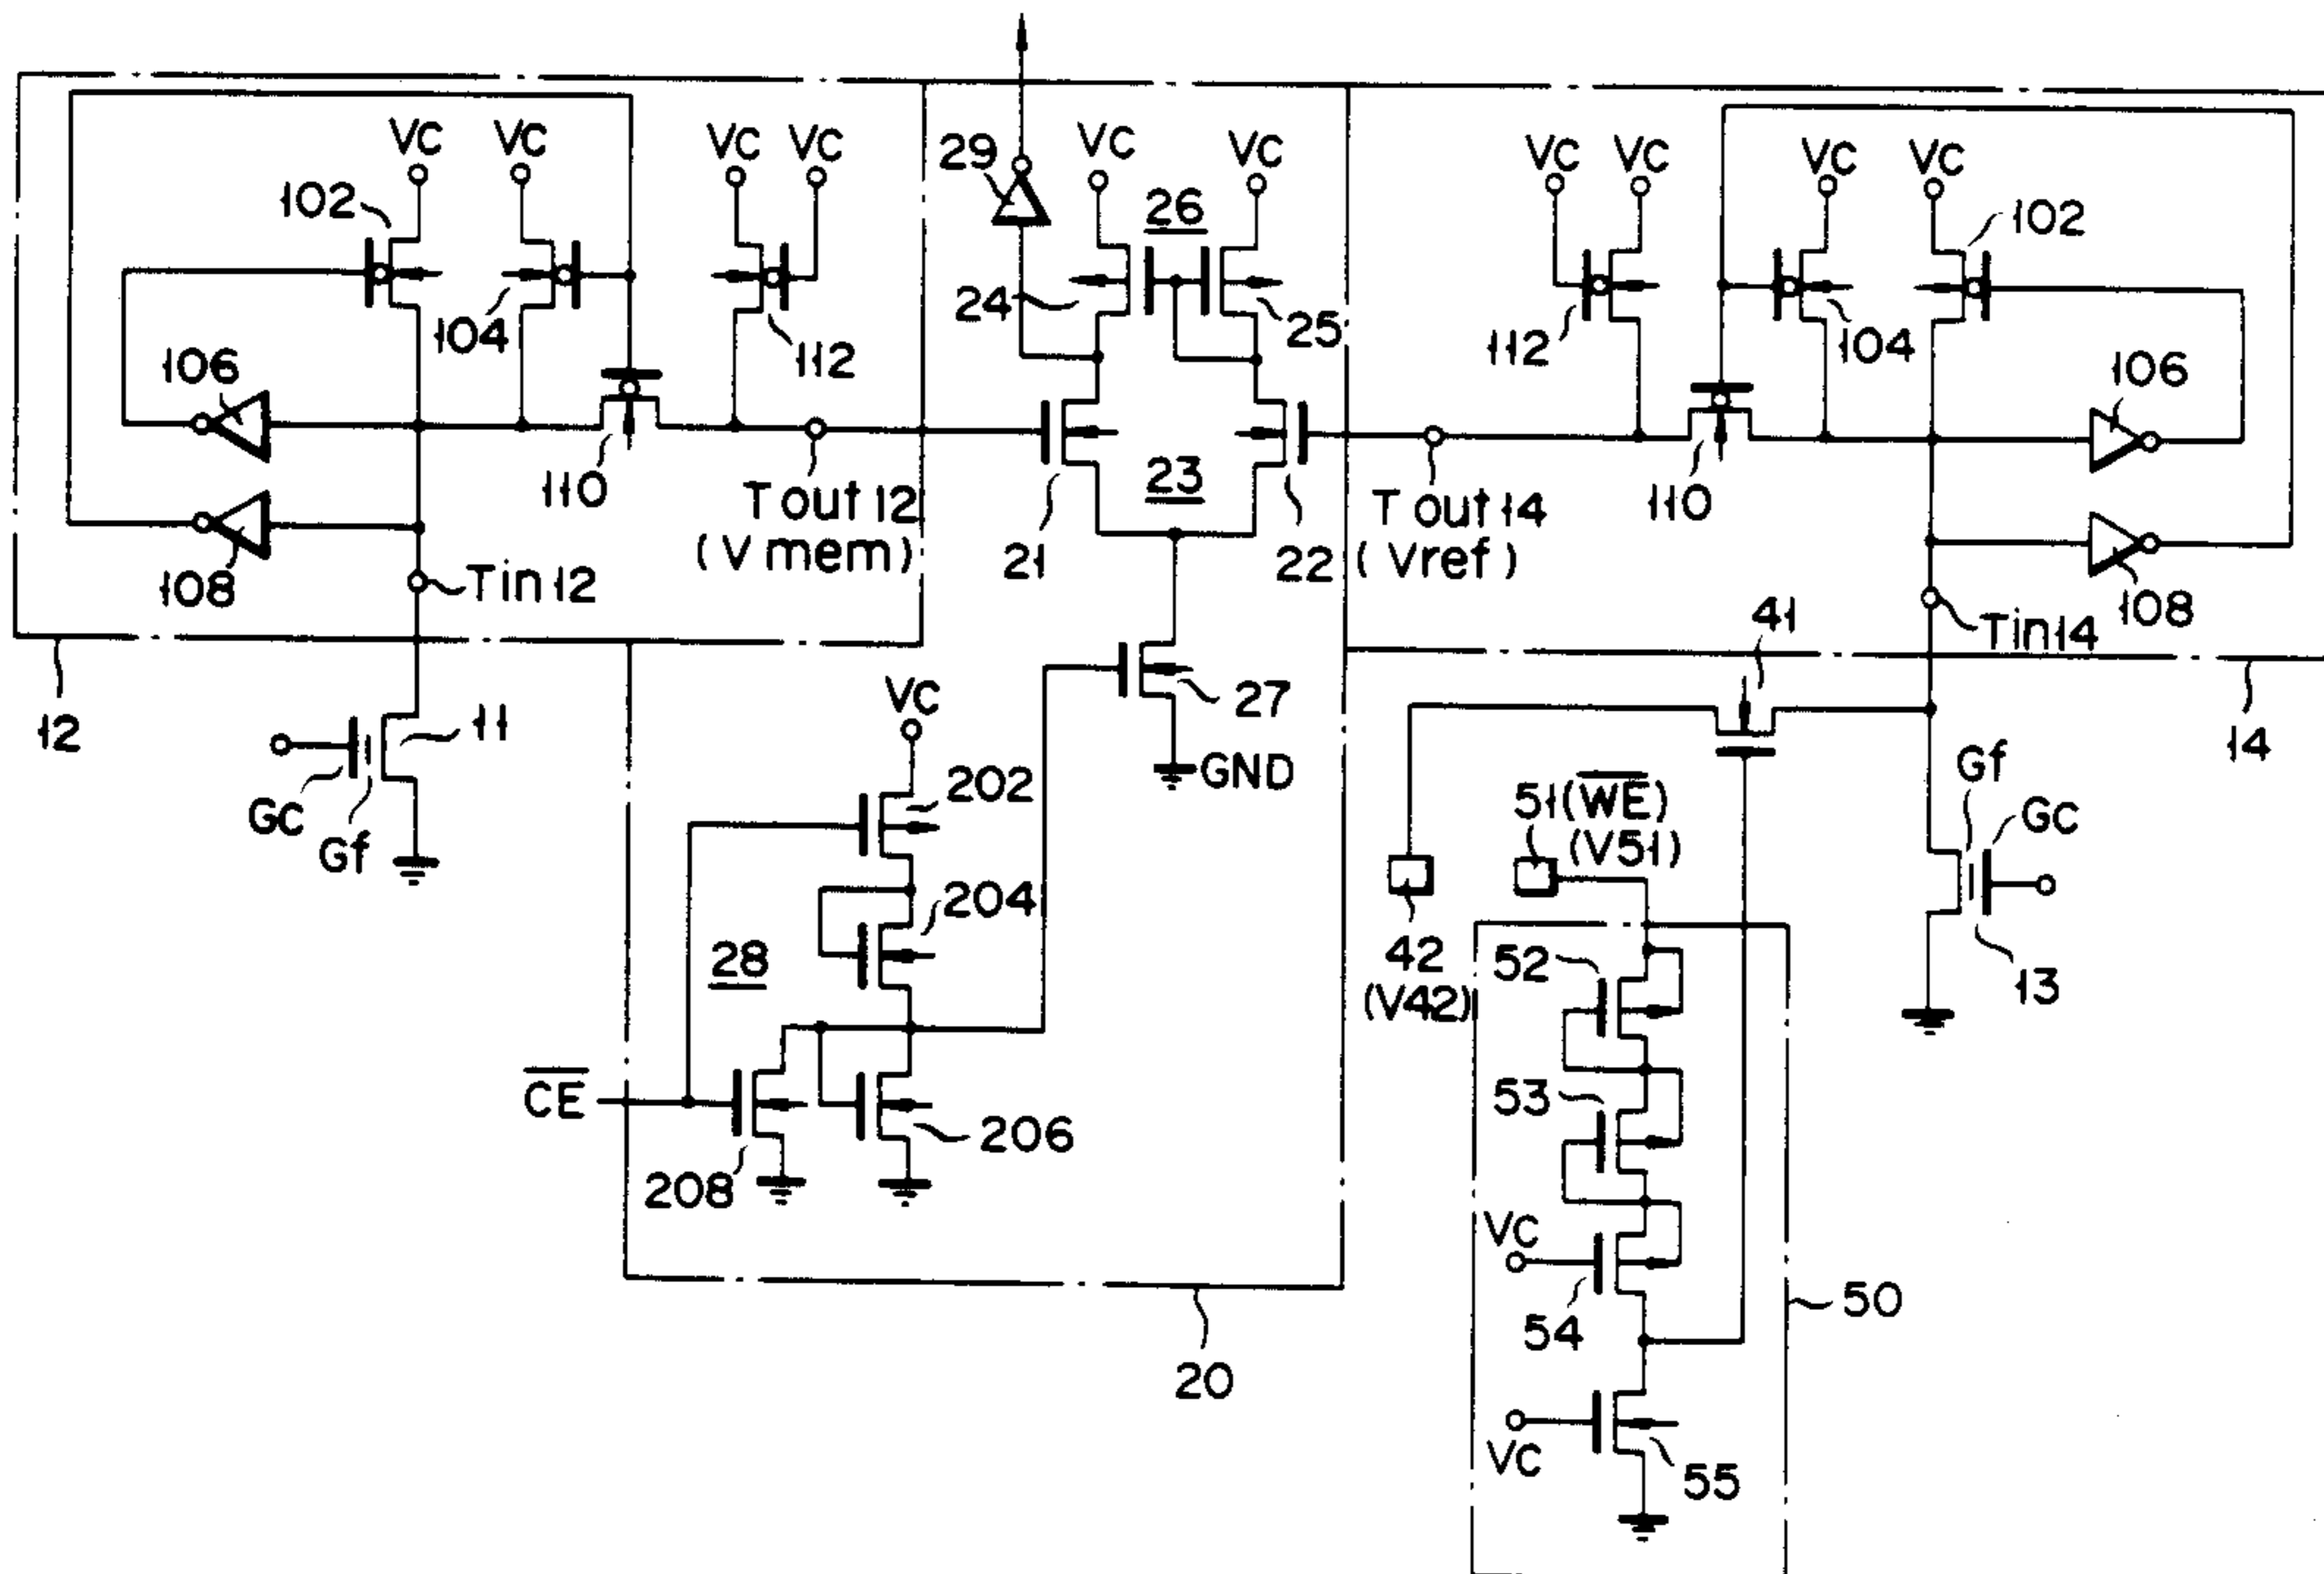 VC VC VC VC
102
104
112
106
108
110
T out 12
(V mem)
Tin 12
12
11
GC
Gf
29
VC
VC
26
24
25
23
21
22
27
GND
VC
202
204
28
206
208
CE
20
VC VC VC VC
102
112
104
106
110
108
T out 14
(Vref)
Tin 14
14
41
51(WE)
(V51)
42
(V42)
Gf
GC
13
52
53
VC
54
50
VC
55